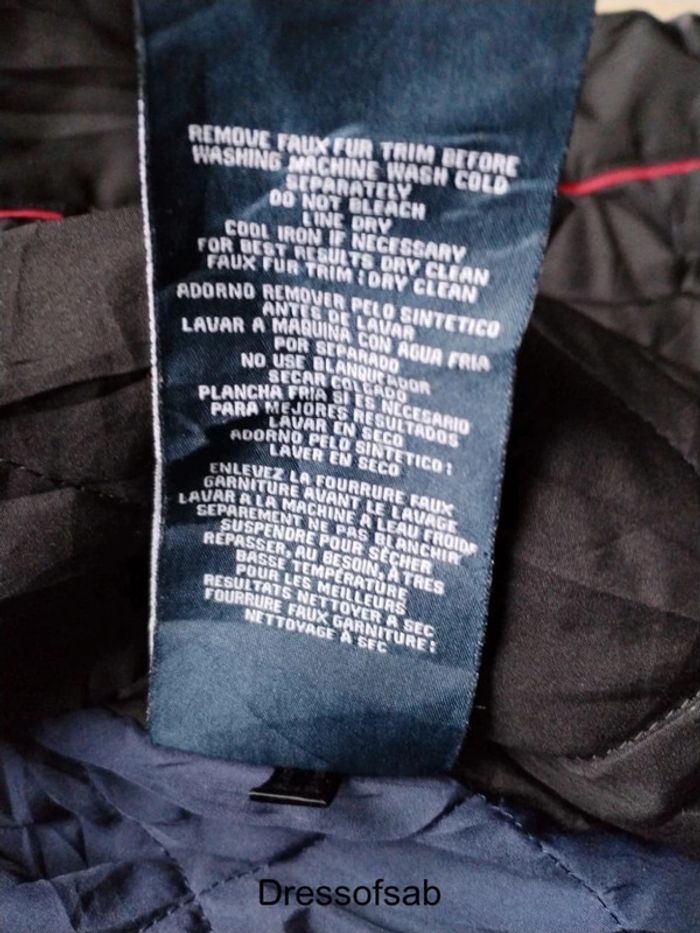 REMOVE FAUX FUR TRIM BEFORE
WASHING MACHINE WASH COLD
SEPARATELY
DO NOT BLEACH
LINE DRY
COOL IRON IF NECESSARY
FOR BEST RESULTS DRY CLEAN
FAUX FUR TRIM : DRY CLEAN
ADORNO REMOVER PELO SINTETICO
ANTES DE LAVAR
LAVAR A MAQUINA CON AGUA FRIA
POR SEPARADO
NO USE BLANQUEADOR
SECAR COLGADO
PLANCHA FRIA SI ES NECESARIO
PARA MEJORES RESULTADOS
LAVAR EN SECO
ADORNO PELO SINTETICO :
LAVER EN SECO
ENLEVEZ LA FOURRURE FAUX
GARNITURE AVANT LE LAVAGE
LAVAR A LA MACHINE A LEAU FROIDE
SEPAREMENT NE PAS BLANCHIR
SUSPENDRE POUR SECHER
REPASSER, AU BESOIN, A TRES
BASSE TEMPERATURE
POUR LES MEILLEURS
RESULTATS NETTOYER A SEC
FOURRURE FAUX GARNITURE :
NETTOYAGE A SEC
Dressofsab